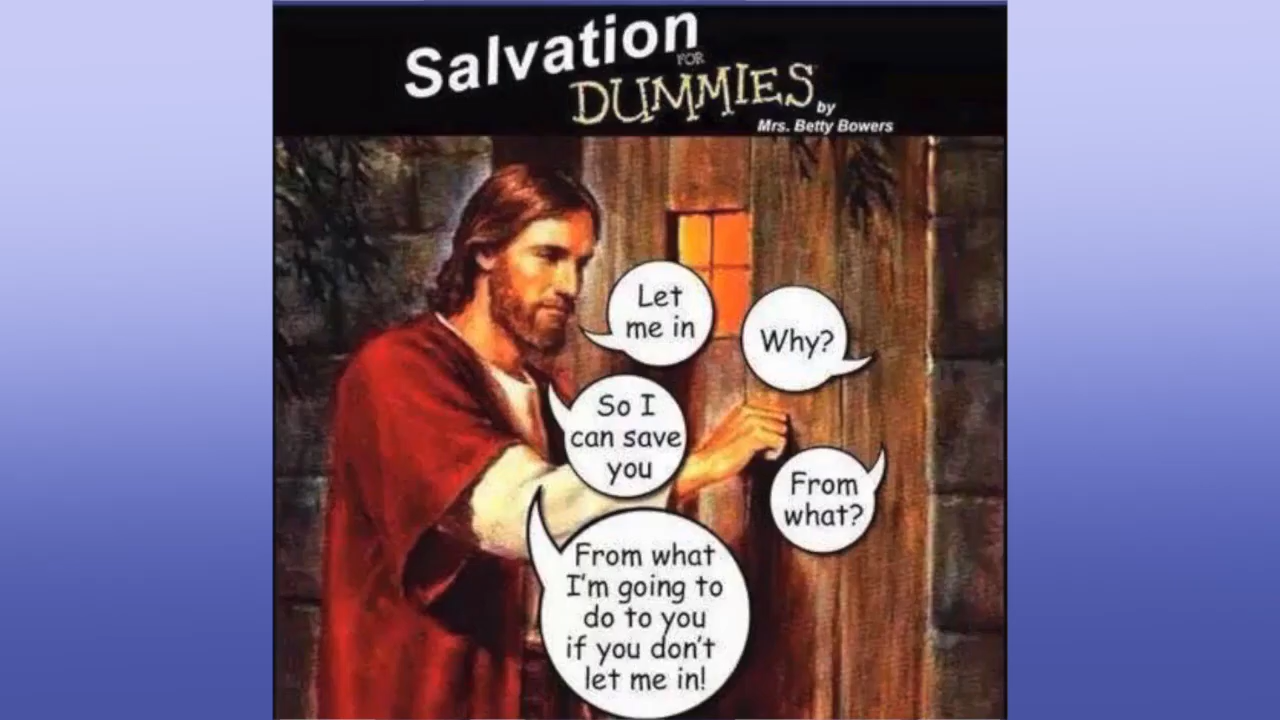 Salvation
FOR
DUMMIES
by
Mrs. Betty Bowers
Let
me in
Why?
So I
can save
you
From
what?
From what
I'm going to
do to you
if you don't
let me in!